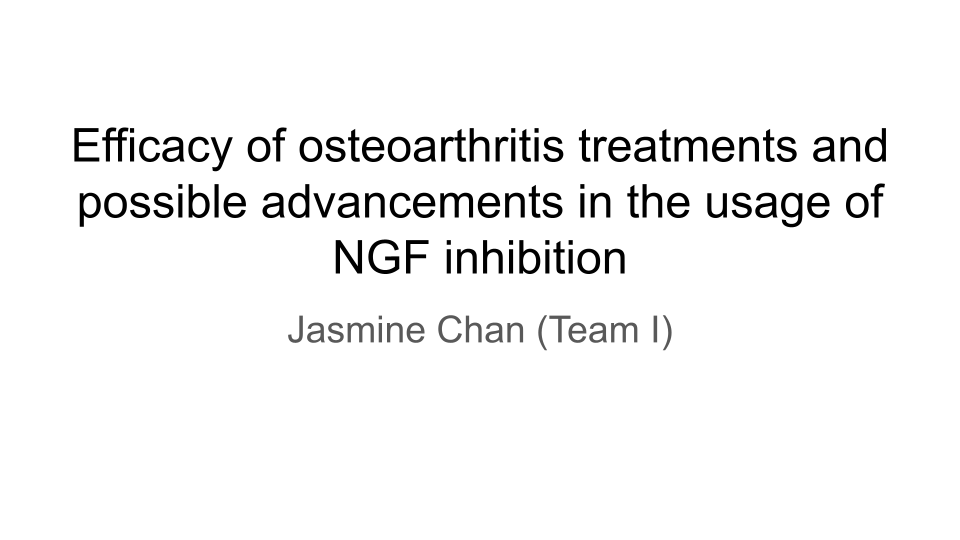 Efficacy of osteoarthritis treatments and
possible advancements in the usage of
NGF inhibition
Jasmine Chan (Team I)